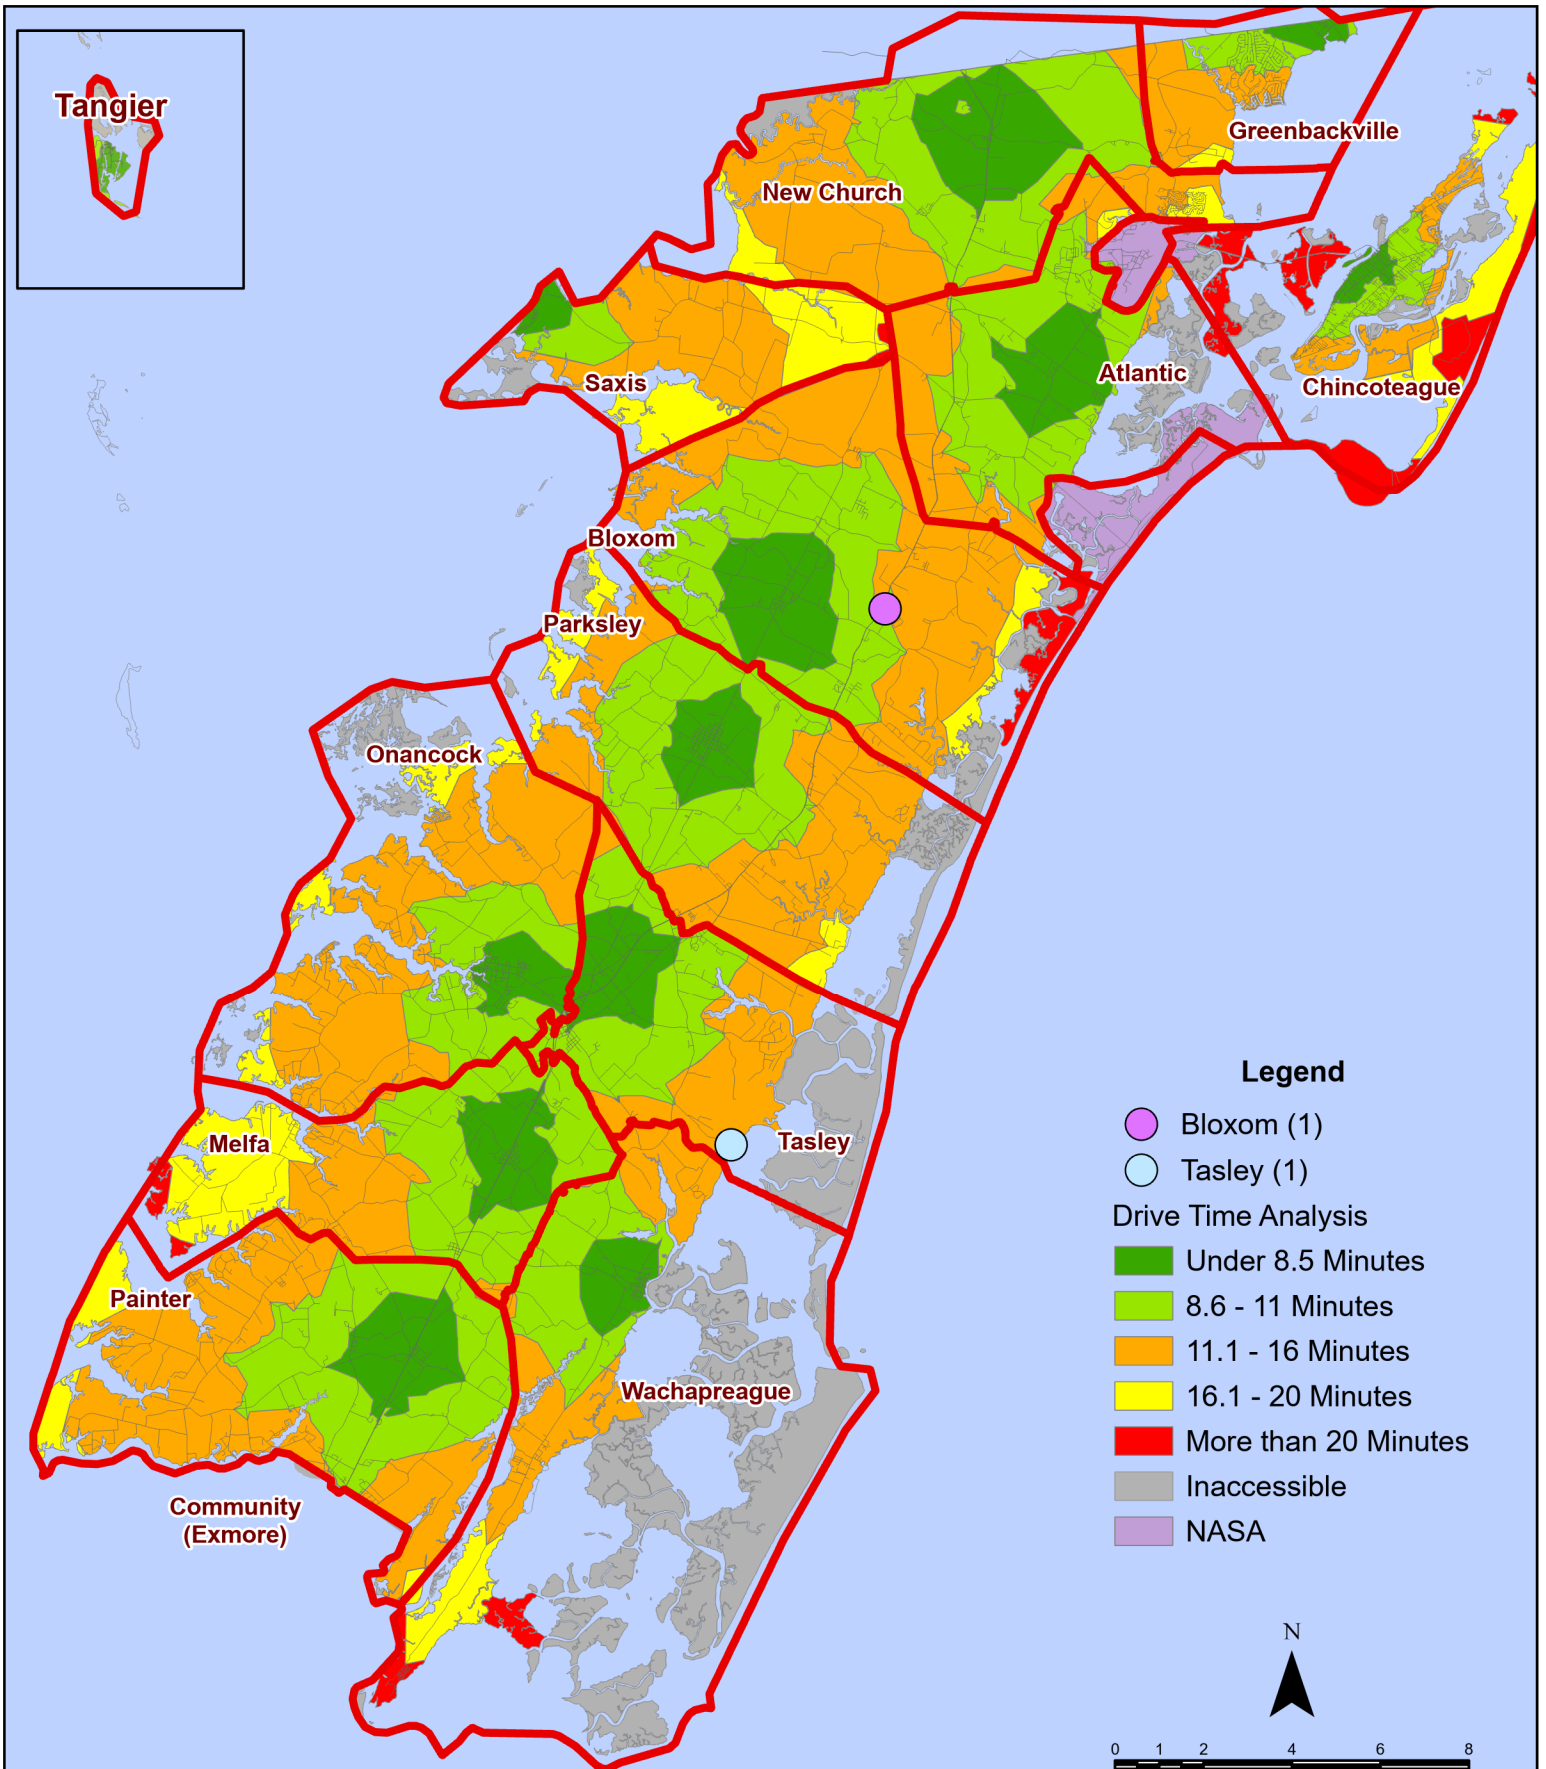 Tangier
Greenbackville
New Church
Saxis
Atlantic
Chincoteague
Bloxom
Parksley
Onancock
Melfa
Tasley
Painter
Wachapreague
Community
(Exmore)
Legend
Bloxom (1)
Tasley (1)
Drive Time Analysis
Under 8.5 Minutes
8.6 - 11 Minutes
11.1 - 16 Minutes
16.1 - 20 Minutes
More than 20 Minutes
Inaccessible
NASA
N
0 1 2 4 6 8